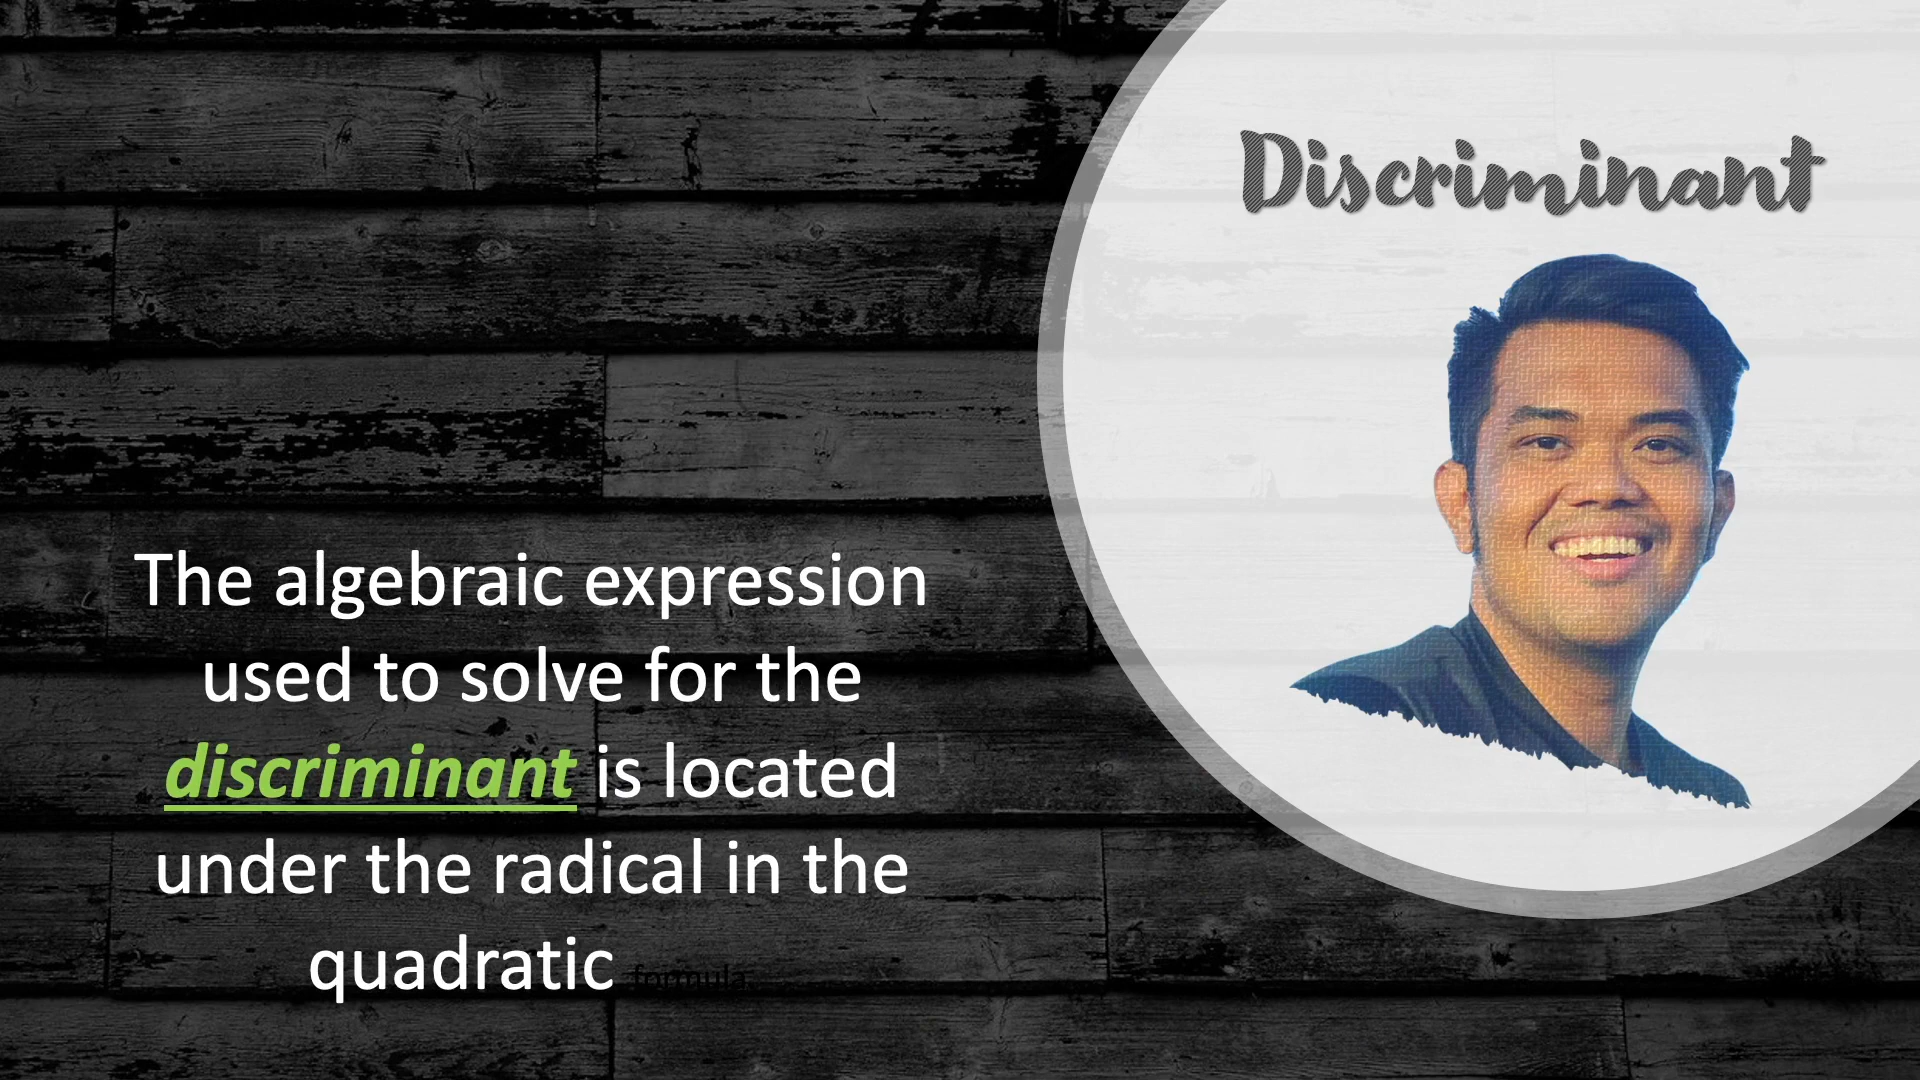 Discriminant
The algebraic expression
used to solve for the
discriminant is located
under the radical in the
quadratic formula.